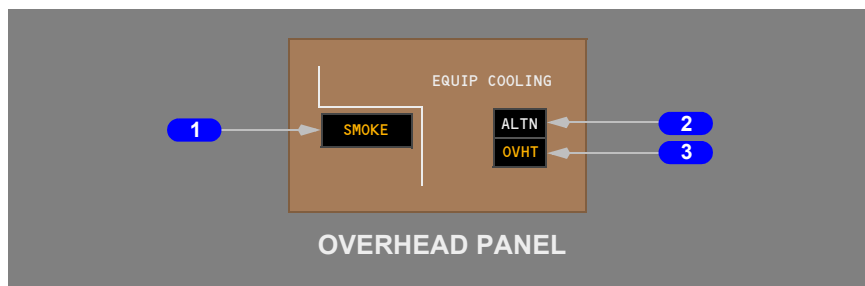 EQUIP COOLING
1
SMOKE
ALTN
2
OVHT
3
OVERHEAD PANEL